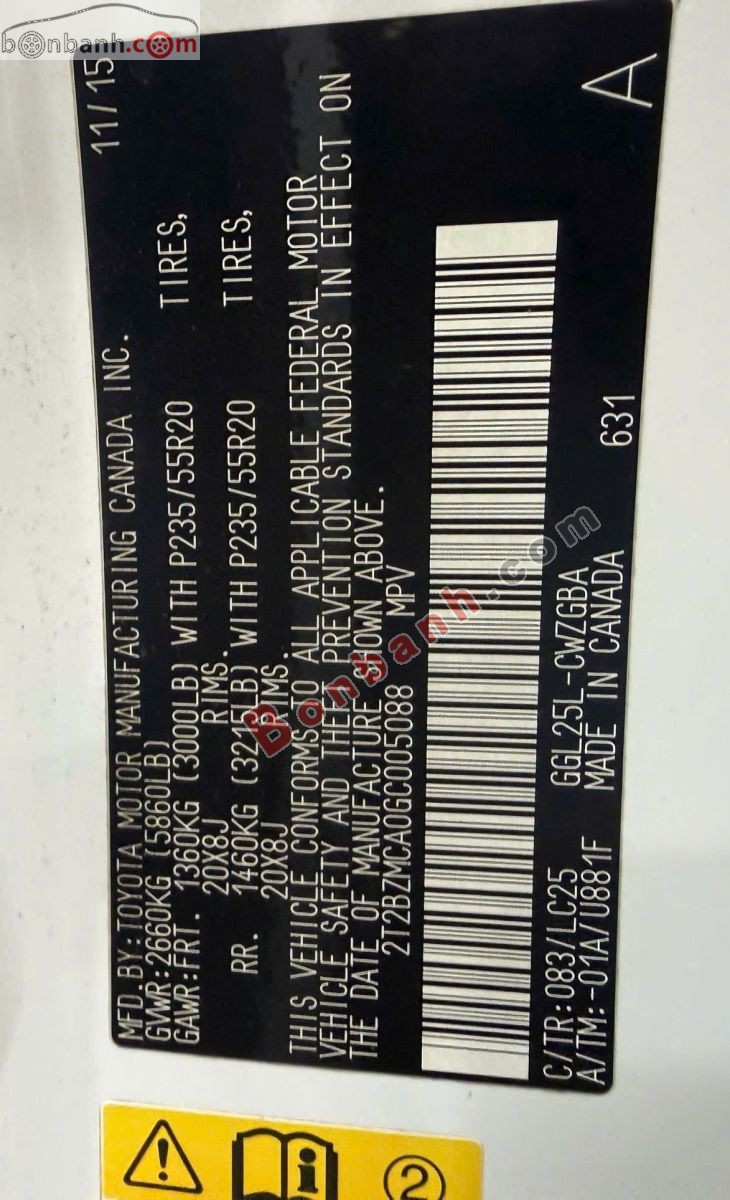 bonbanh.com
MFD.BY:TOYOTA MOTOR MANUFACTURING CANADA INC. 11/15
GVWR:2660KG (5860LB)
GAWR:FRT. 1360KG (3000LB) WITH P235/55R20 TIRES,
20X8J RIMS.
RR. 1460KG (3215LB) WITH P235/55R20 TIRES,
20X8J RIMS.
THIS VEHICLE CONFORMS TO ALL APPLICABLE FEDERAL MOTOR
VEHICLE SAFETY AND THEFT PREVENTION STANDARDS IN EFFECT ON
THE DATE OF MANUFACTURE SHOWN ABOVE.
2T2BZMCA0GC005088 MPV
C/TR:083/LC25 GGL25L-CWZGBA
A/TM:-01A/U881F MADE IN CANADA 631 A
Bonbanh.com
2